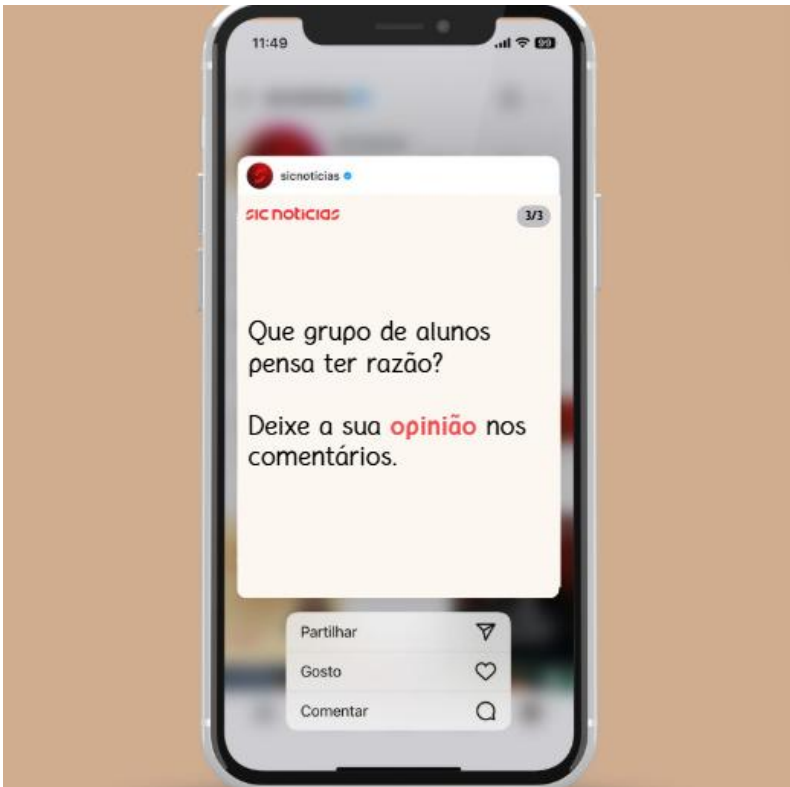 11:49
99
sicnoticias
SIC notícias
3/3
Que grupo de alunos
pensa ter razão?
Deixe a sua opinião nos
comentários.
Partilhar
Gosto
Comentar